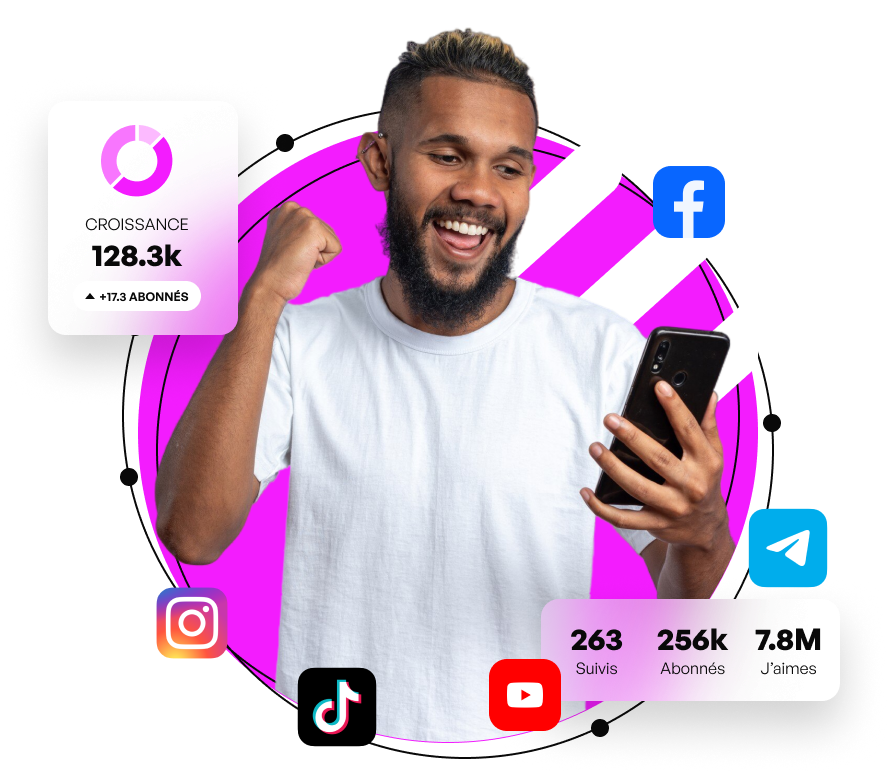 CROISSANCE
128.3k
+17.3 ABONNÉS
263 256k 7.8M
Suivis Abonnés J’aimes